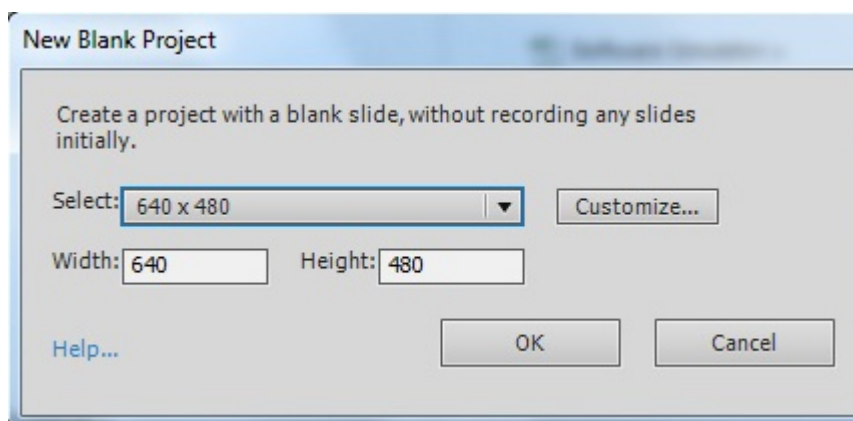 New Blank Project
Create a project with a blank slide, without recording any slides
initially.
Select: 640 x 480 Customize...
Width: 640 Height: 480
Help... OK Cancel